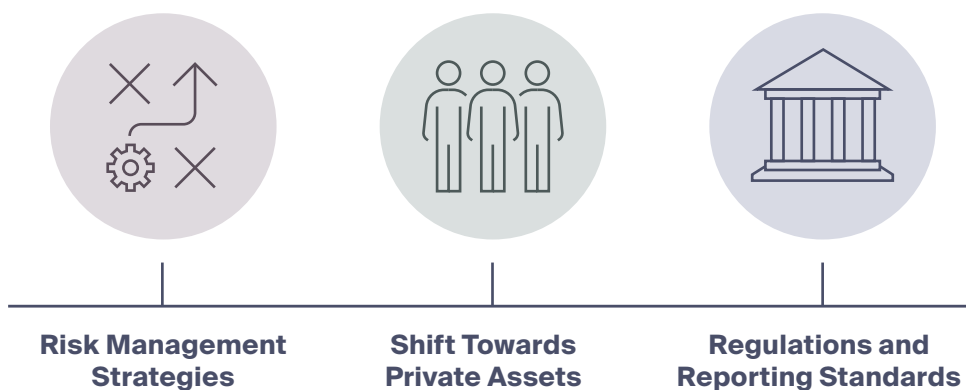 Risk Management
Strategies
Shift Towards
Private Assets
Regulations and
Reporting Standards